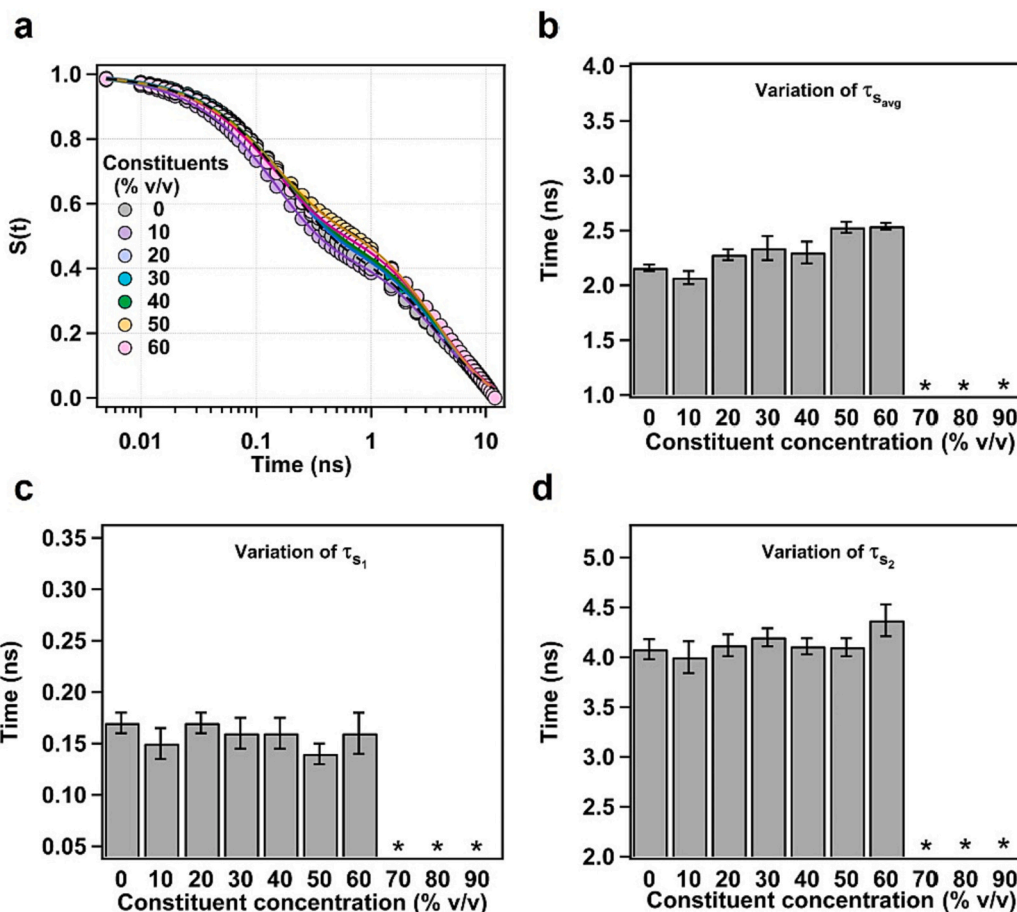 a
S(t)
1.0
0.8
0.6
0.4
0.2
0.0
Constituents
(% v/v)
0
10
20
30
40
50
60
0.01 0.1 1 10
Time (ns)
b
Time (ns)
4.0
3.5
3.0
2.5
2.0
1.5
1.0
Variation of τsavg
* * *
0 10 20 30 40 50 60 70 80 90
Constituent concentration (% v/v)
c
Time (ns)
0.35
0.30
0.25
0.20
0.15
0.10
0.05
Variation of τs1
* * *
0 10 20 30 40 50 60 70 80 90
Constituent concentration (% v/v)
d
Time (ns)
5.0
4.5
4.0
3.5
3.0
2.5
2.0
Variation of τs2
* * *
0 10 20 30 40 50 60 70 80 90
Constituent concentration (% v/v)